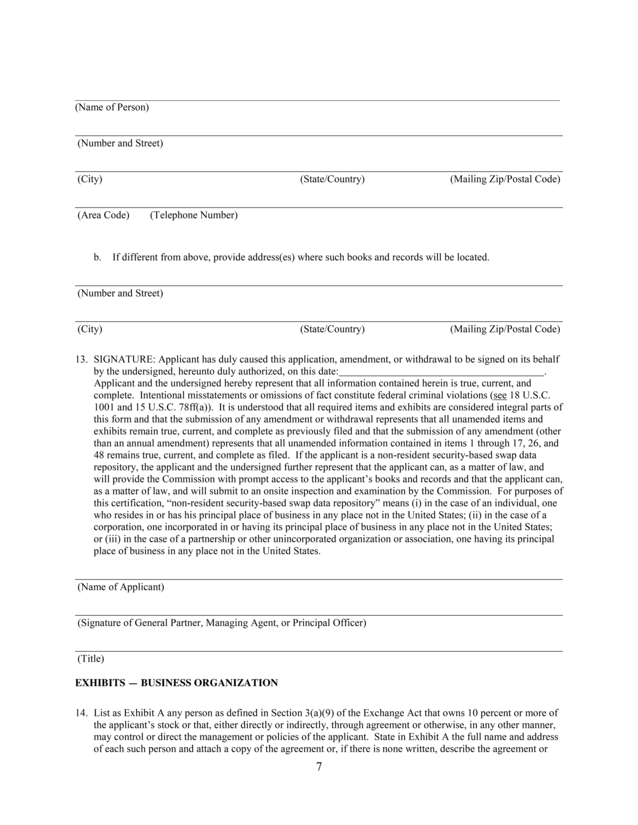 (Name of Person)
(Number and Street)
(City) (State/Country) (Mailing Zip/Postal Code)
(Area Code) (Telephone Number)
b. If different from above, provide address(es) where such books and records will be located.
(Number and Street)
(City) (State/Country) (Mailing Zip/Postal Code)
13. SIGNATURE: Applicant has duly caused this application, amendment, or withdrawal to be signed on its behalf
by the undersigned, hereunto duly authorized, on this date: .
Applicant and the undersigned hereby represent that all information contained herein is true, current, and
complete. Intentional misstatements or omissions of fact constitute federal criminal violations (see 18 U.S.C.
1001 and 15 U.S.C. 78ff(a)). It is understood that all required items and exhibits are considered integral parts of
this form and that the submission of any amendment or withdrawal represents that all unamended items and
exhibits remain true, current, and complete as previously filed and that the submission of any amendment (other
than an annual amendment) represents that all unamended information contained in items 1 through 17, 26, and
48 remains true, current, and complete as filed. If the applicant is a non-resident security-based swap data
repository, the applicant and the undersigned further represent that the applicant can, as a matter of law, and
will provide the Commission with prompt access to the applicant's books and records and that the applicant can,
as a matter of law, and will submit to an onsite inspection and examination by the Commission. For purposes of
this certification, "non-resident security-based swap data repository" means (i) in the case of an individual, one
who resides in or has his principal place of business in any place not in the United States; (ii) in the case of a
corporation, one incorporated in or having its principal place of business in any place not in the United States;
or (iii) in the case of a partnership or other unincorporated organization or association, one having its principal
place of business in any place not in the United States.
(Name of Applicant)
(Signature of General Partner, Managing Agent, or Principal Officer)
(Title)
EXHIBITS — BUSINESS ORGANIZATION
14. List as Exhibit A any person as defined in Section 3(a)(9) of the Exchange Act that owns 10 percent or more of
the applicant's stock or that, either directly or indirectly, through agreement or otherwise, in any other manner,
may control or direct the management or policies of the applicant. State in Exhibit A the full name and address
of each such person and attach a copy of the agreement or, if there is none written, describe the agreement or
7